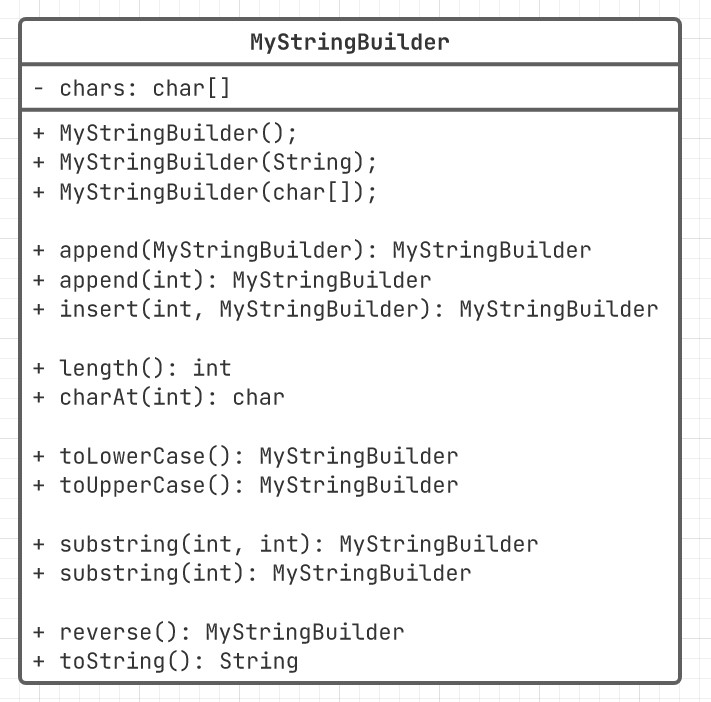 MyStringBuilder
- chars: char[]
+ MyStringBuilder();
+ MyStringBuilder(String);
+ MyStringBuilder(char[]);
+ append(MyStringBuilder): MyStringBuilder
+ append(int): MyStringBuilder
+ insert(int, MyStringBuilder): MyStringBuilder
+ length(): int
+ charAt(int): char
+ toLowerCase(): MyStringBuilder
+ toUpperCase(): MyStringBuilder
+ substring(int, int): MyStringBuilder
+ substring(int): MyStringBuilder
+ reverse(): MyStringBuilder
+ toString(): String